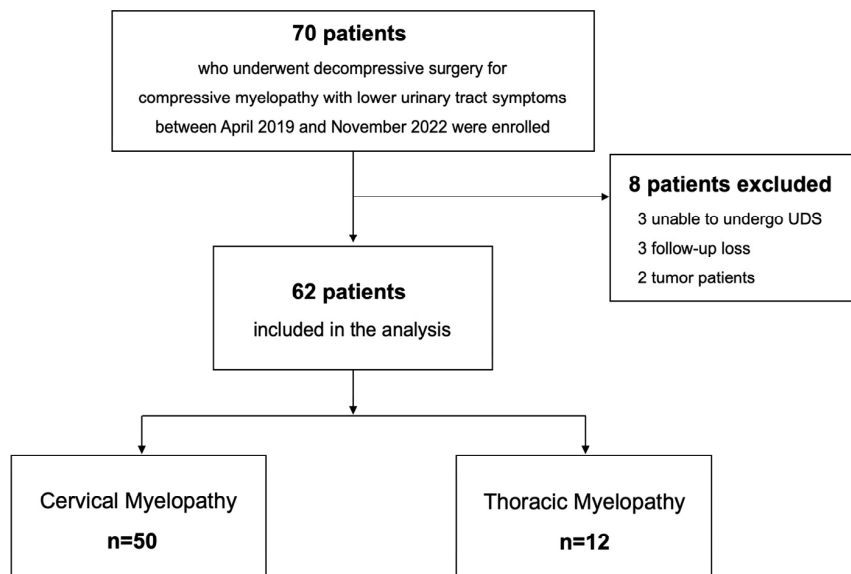 70 patients
who underwent decompressive surgery for
compressive myelopathy with lower urinary tract symptoms
between April 2019 and November 2022 were enrolled
8 patients excluded
3 unable to undergo UDS
3 follow-up loss
2 tumor patients
62 patients
included in the analysis
Cervical Myelopathy
n=50
Thoracic Myelopathy
n=12